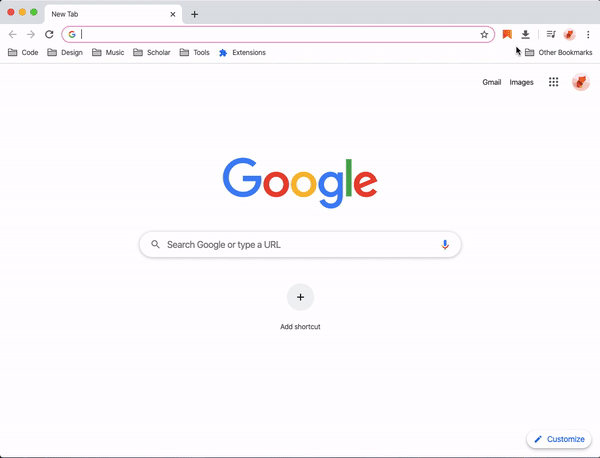 New Tab
Code Design Music Scholar Tools Extensions Other Bookmarks
Gmail Images
Google
Search Google or type a URL
Add shortcut
Customize